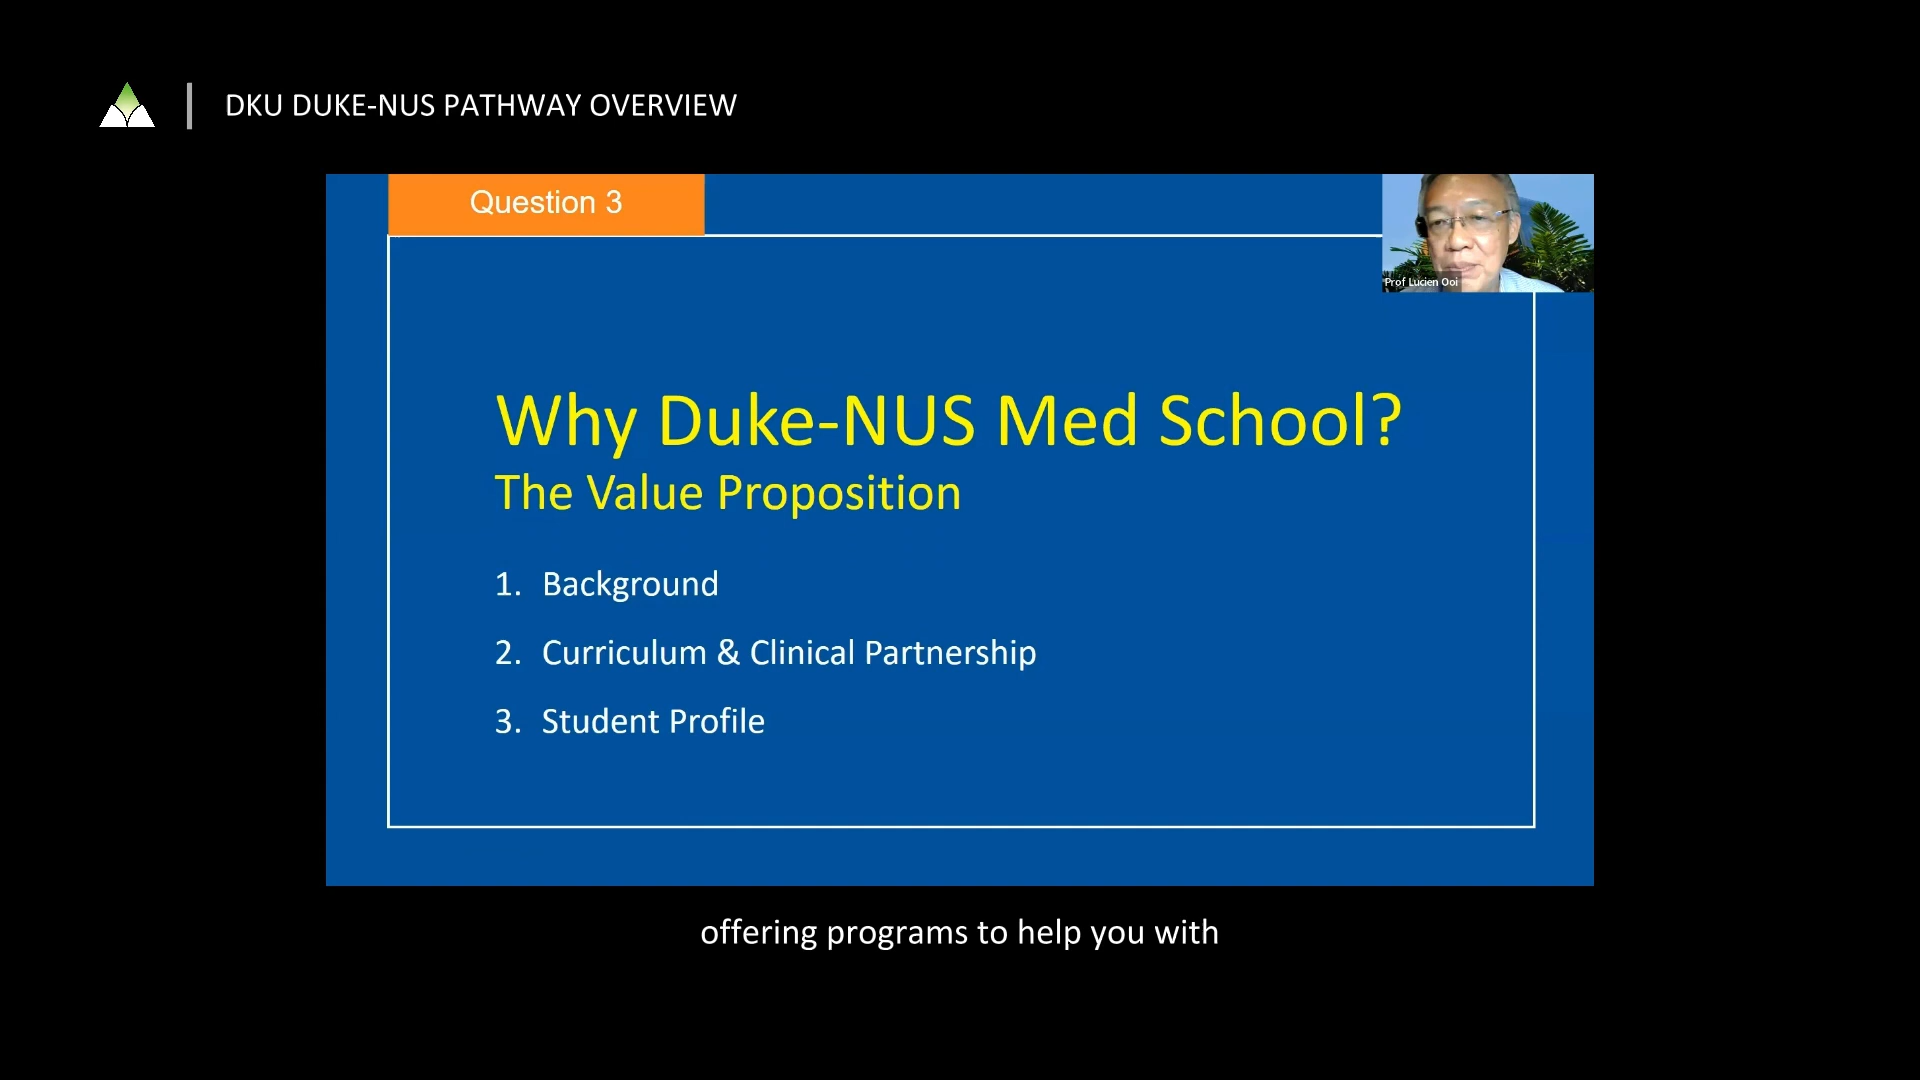 DKU DUKE-NUS PATHWAY OVERVIEW
Question 3
Prof Lucien Ooi
Why Duke-NUS Med School?
The Value Proposition
1. Background
2. Curriculum & Clinical Partnership
3. Student Profile
offering programs to help you with